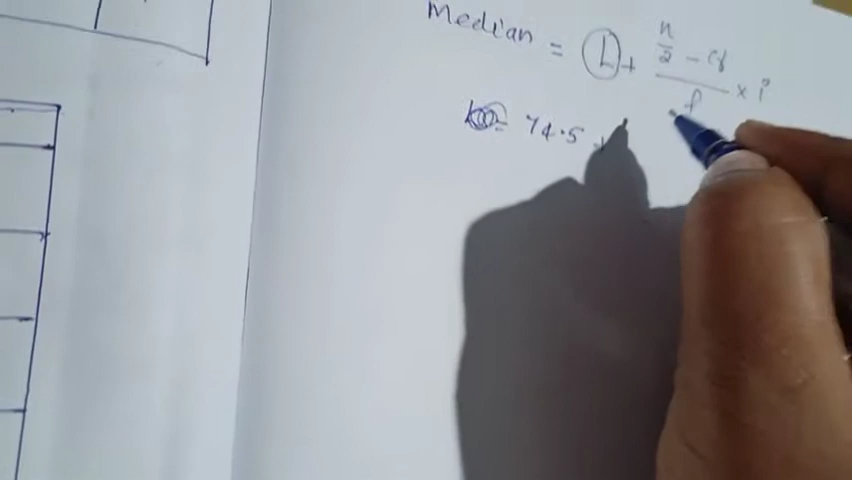 Median = L + n/2 - cf / f × i
= 74.5 +